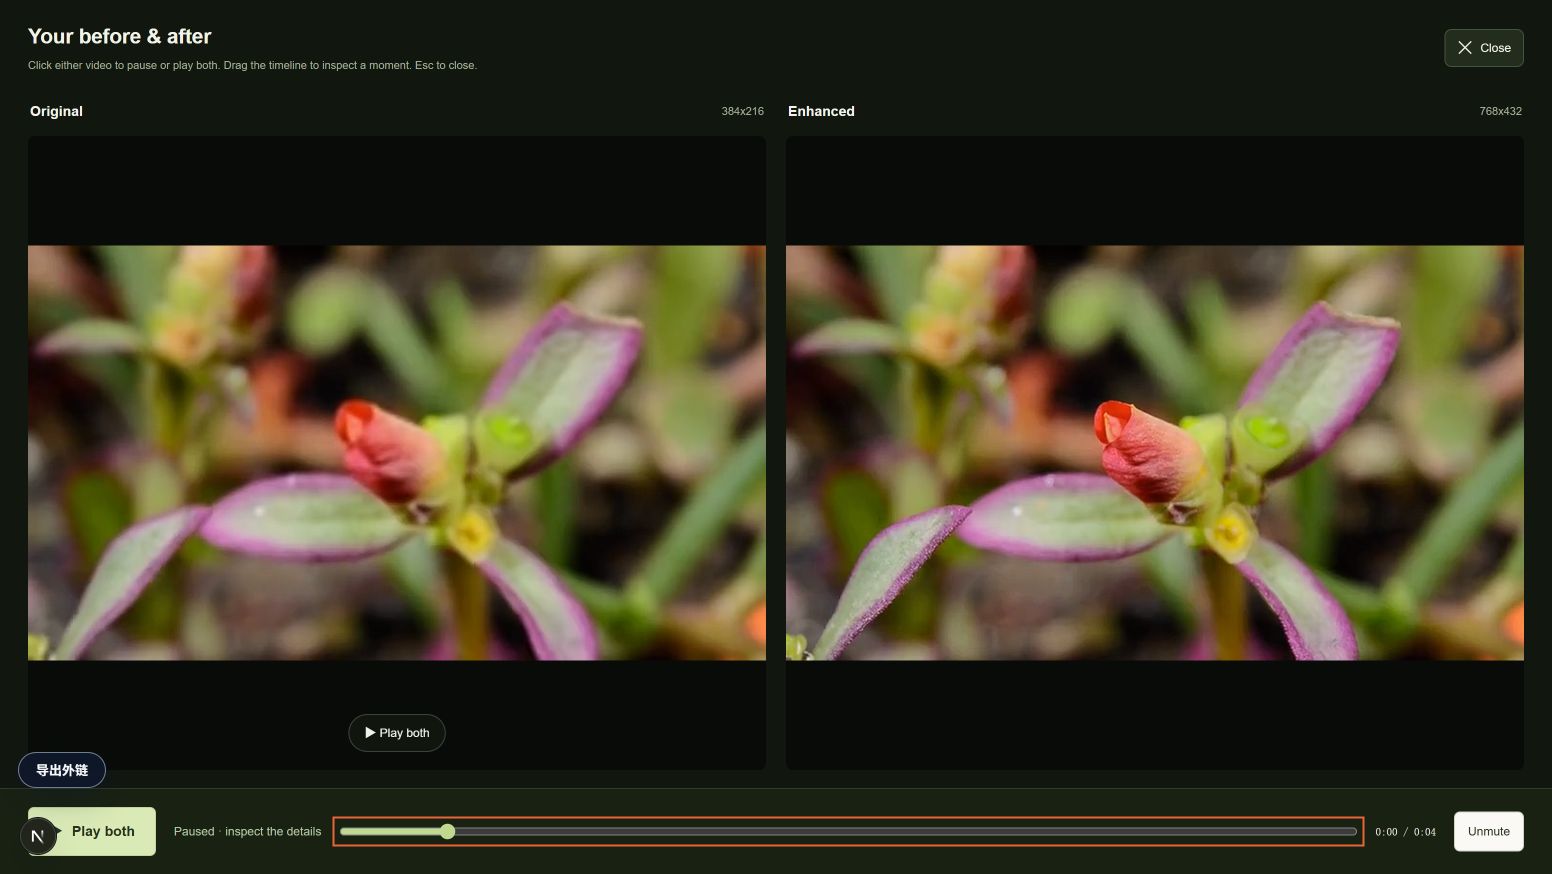 Your before & after
Click either video to pause or play both. Drag the timeline to inspect a moment. Esc to close.
Close
Original
384x216
Enhanced
768x432
Play both
导出外链
N
Play both
Paused · inspect the details
0:00 / 0:04
Unmute